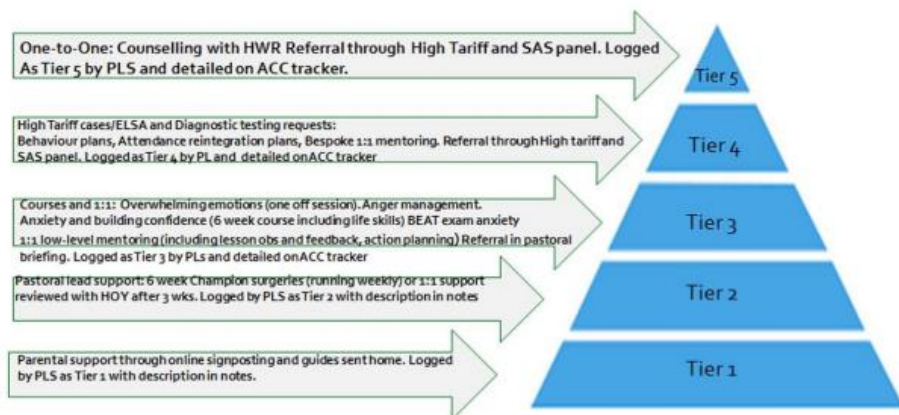 One-to-One: Counselling with HWR Referral through High Tariff and SAS panel. Logged
As Tier 5 by PLS and detailed on ACC tracker.
Tier 5
High Tariff cases/ELSA and Diagnostic testing requests:
Behaviour plans, Attendance reintegration plans, Bespoke 1:1 mentoring. Referral through High tariff and
SAS panel. Logged as Tier 4 by PL and detailed on ACC tracker
Tier 4
Courses and 1:1: Overwhelming emotions (one off session). Anger management.
Anxiety and building confidence (6 week course including life skills) BEAT exam anxiety
1:1 low-level mentoring (including lesson obs and feedback, action planning) Referral in pastoral
briefing. Logged as Tier 3 by PLs and detailed on ACC tracker
Tier 3
Pastoral lead support: 6 week Champion surgeries (running weekly) or 1:1 support
reviewed with HOY after 3 wks. Logged by PLS as Tier 2 with description in notes
Tier 2
Parental support through online signposting and guides sent home. Logged
by PLS as Tier 1 with description in notes.
Tier 1